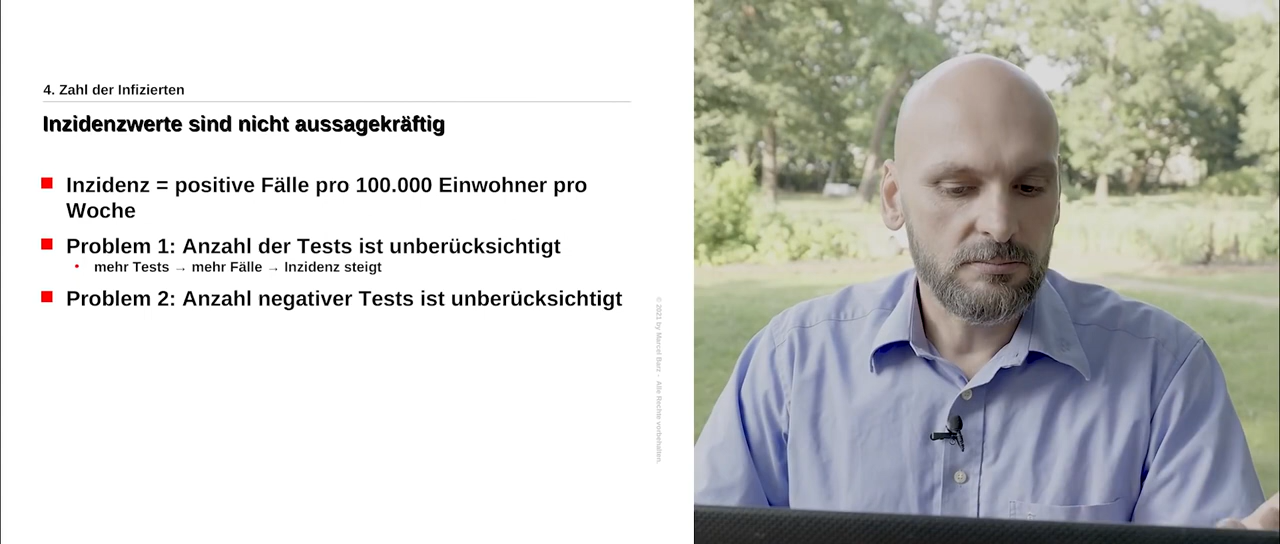 4. Zahl der Infizierten
Inzidenzwerte sind nicht aussagekräftig
Inzidenz = positive Fälle pro 100.000 Einwohner pro
Woche
Problem 1: Anzahl der Tests ist unberücksichtigt
mehr Tests → mehr Fälle → Inzidenz steigt
Problem 2: Anzahl negativer Tests ist unberücksichtigt
© 2021 by Marcel Barz - Alle Rechte vorbehalten.